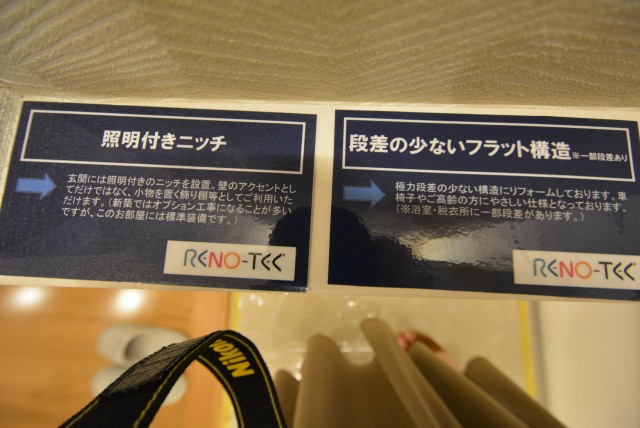 照明付きニッチ
玄関には照明付きのニッチを設置。壁のアクセントとし
てだけではなく、小物を置く飾り棚等としてご利用いた
だけます。(新築ではオプション工事になることが多い
ですが、このお部屋には標準装備です。)
RENO-TEC
段差の少ないフラット構造※一部段差あり
極力段差の少ない構造にリフォームしております。車
椅子やご高齢の方にやさしい仕様となっております。
(※浴室・脱衣所に一部段差があります。)
RENO-TEC
Nikon